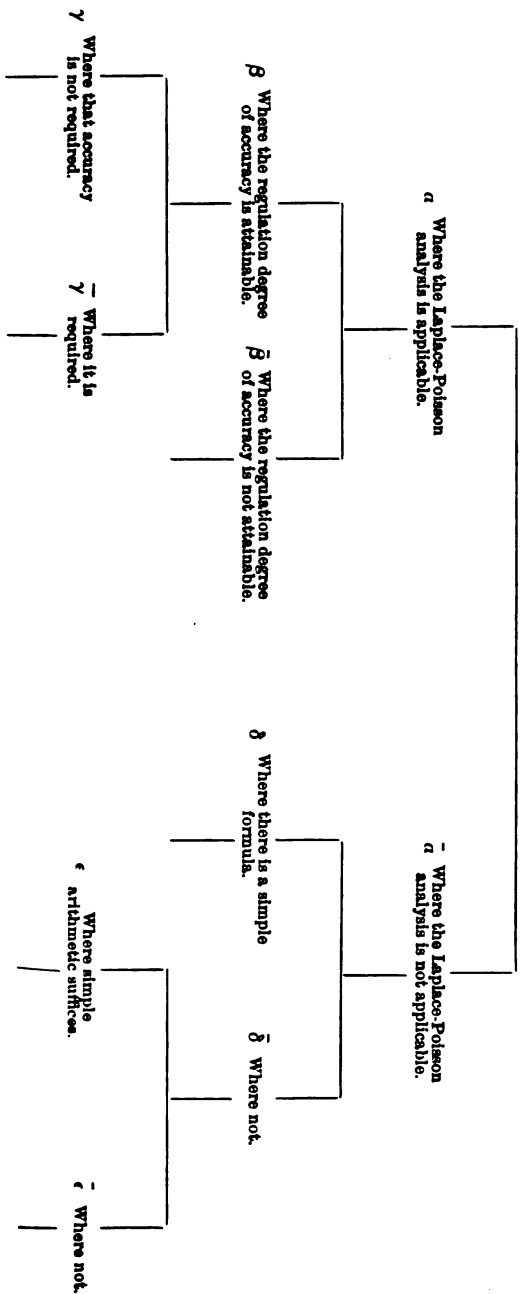 α Where the Laplace-Poisson
analysis is applicable.
ᾱ Where the Laplace-Poisson
analysis is not applicable.
β Where the regulation degree
of accuracy is attainable.
β̄ Where the regulation degree
of accuracy is not attainable.
δ Where there is a simple
formula.
δ̄ Where not.
γ Where that accuracy
is not required.
γ̄ Where it is
required.
ϵ Where simple
arithmetic suffices.
ϵ̄ Where not.